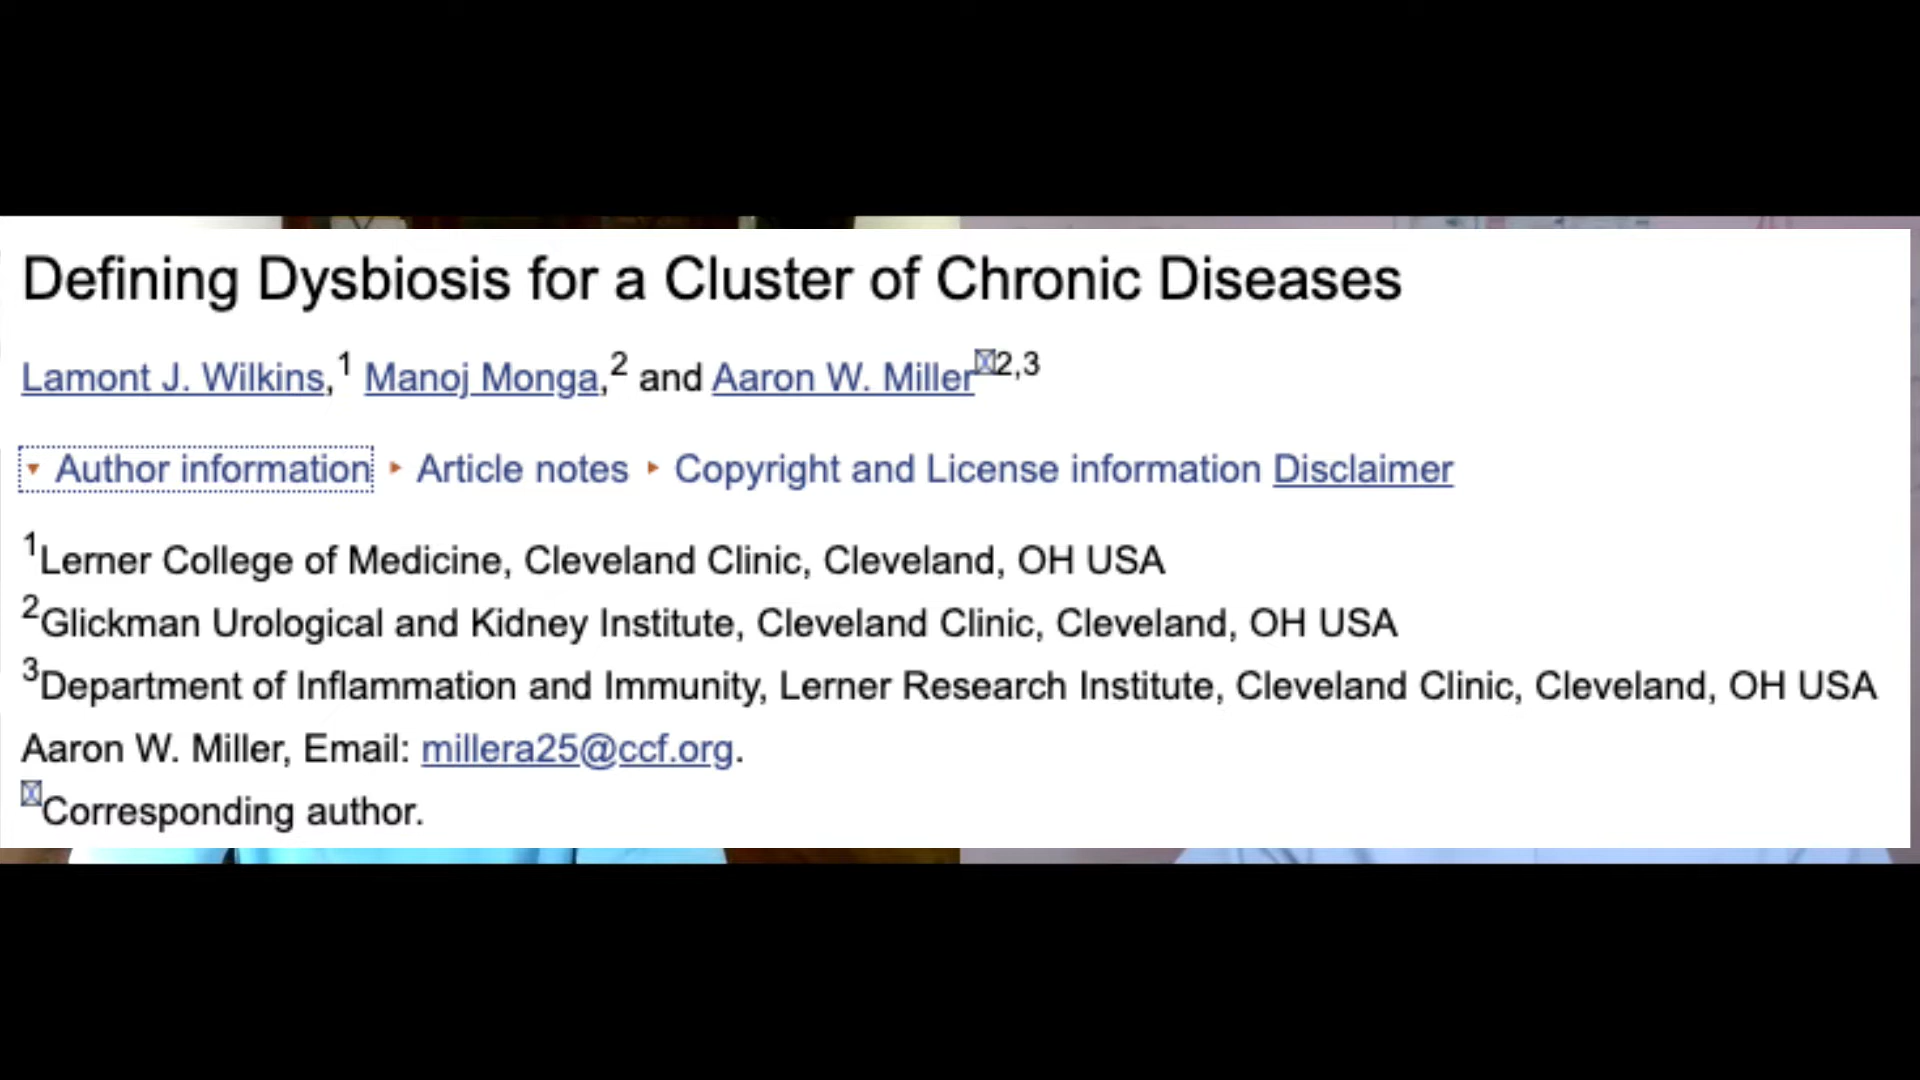 Defining Dysbiosis for a Cluster of Chronic Diseases
Lamont J. Wilkins,1 Manoj Monga,2 and Aaron W. Miller2,3
Author information Article notes Copyright and License information Disclaimer
1Lerner College of Medicine, Cleveland Clinic, Cleveland, OH USA
2Glickman Urological and Kidney Institute, Cleveland Clinic, Cleveland, OH USA
3Department of Inflammation and Immunity, Lerner Research Institute, Cleveland Clinic, Cleveland, OH USA
Aaron W. Miller, Email: millera25@ccf.org.
Corresponding author.